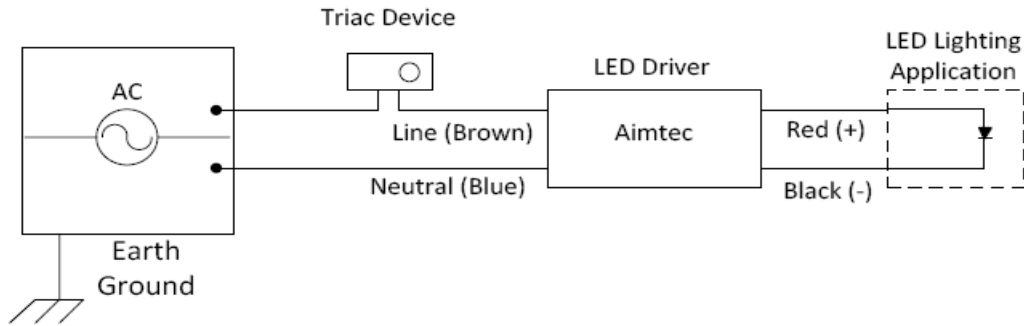 Triac Device
LED Lighting
Application
LED Driver
AC
Line (Brown)
Aimtec
Red (+)
Neutral (Blue)
Black (-)
Earth
Ground